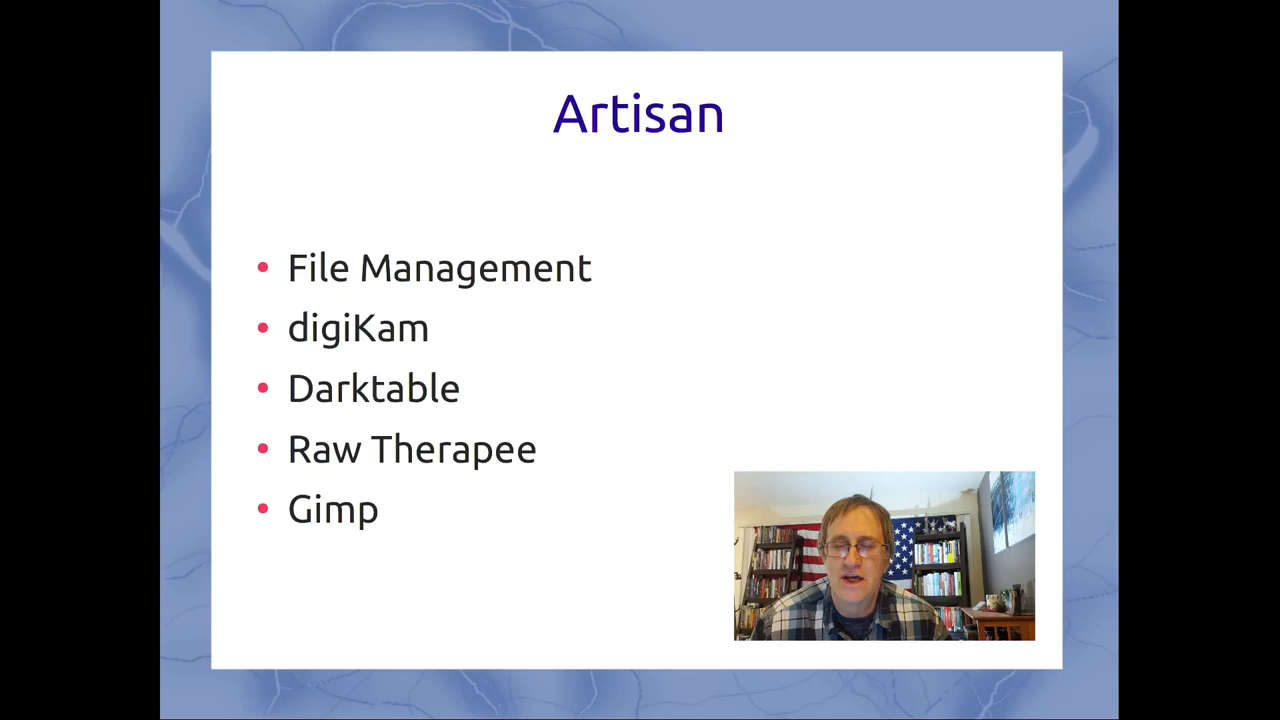 Artisan
File Management
digiKam
Darktable
Raw Therapee
Gimp